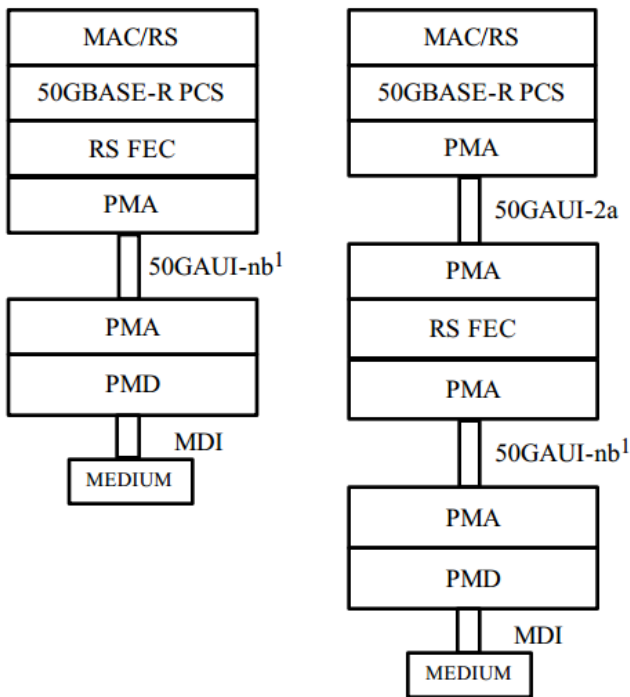 MAC/RS
50GBASE-R PCS
RS FEC
PMA
50GAUI-nb1
PMA
PMD
MDI
MEDIUM
MAC/RS
50GBASE-R PCS
PMA
50GAUI-2a
PMA
RS FEC
PMA
50GAUI-nb1
PMA
PMD
MDI
MEDIUM